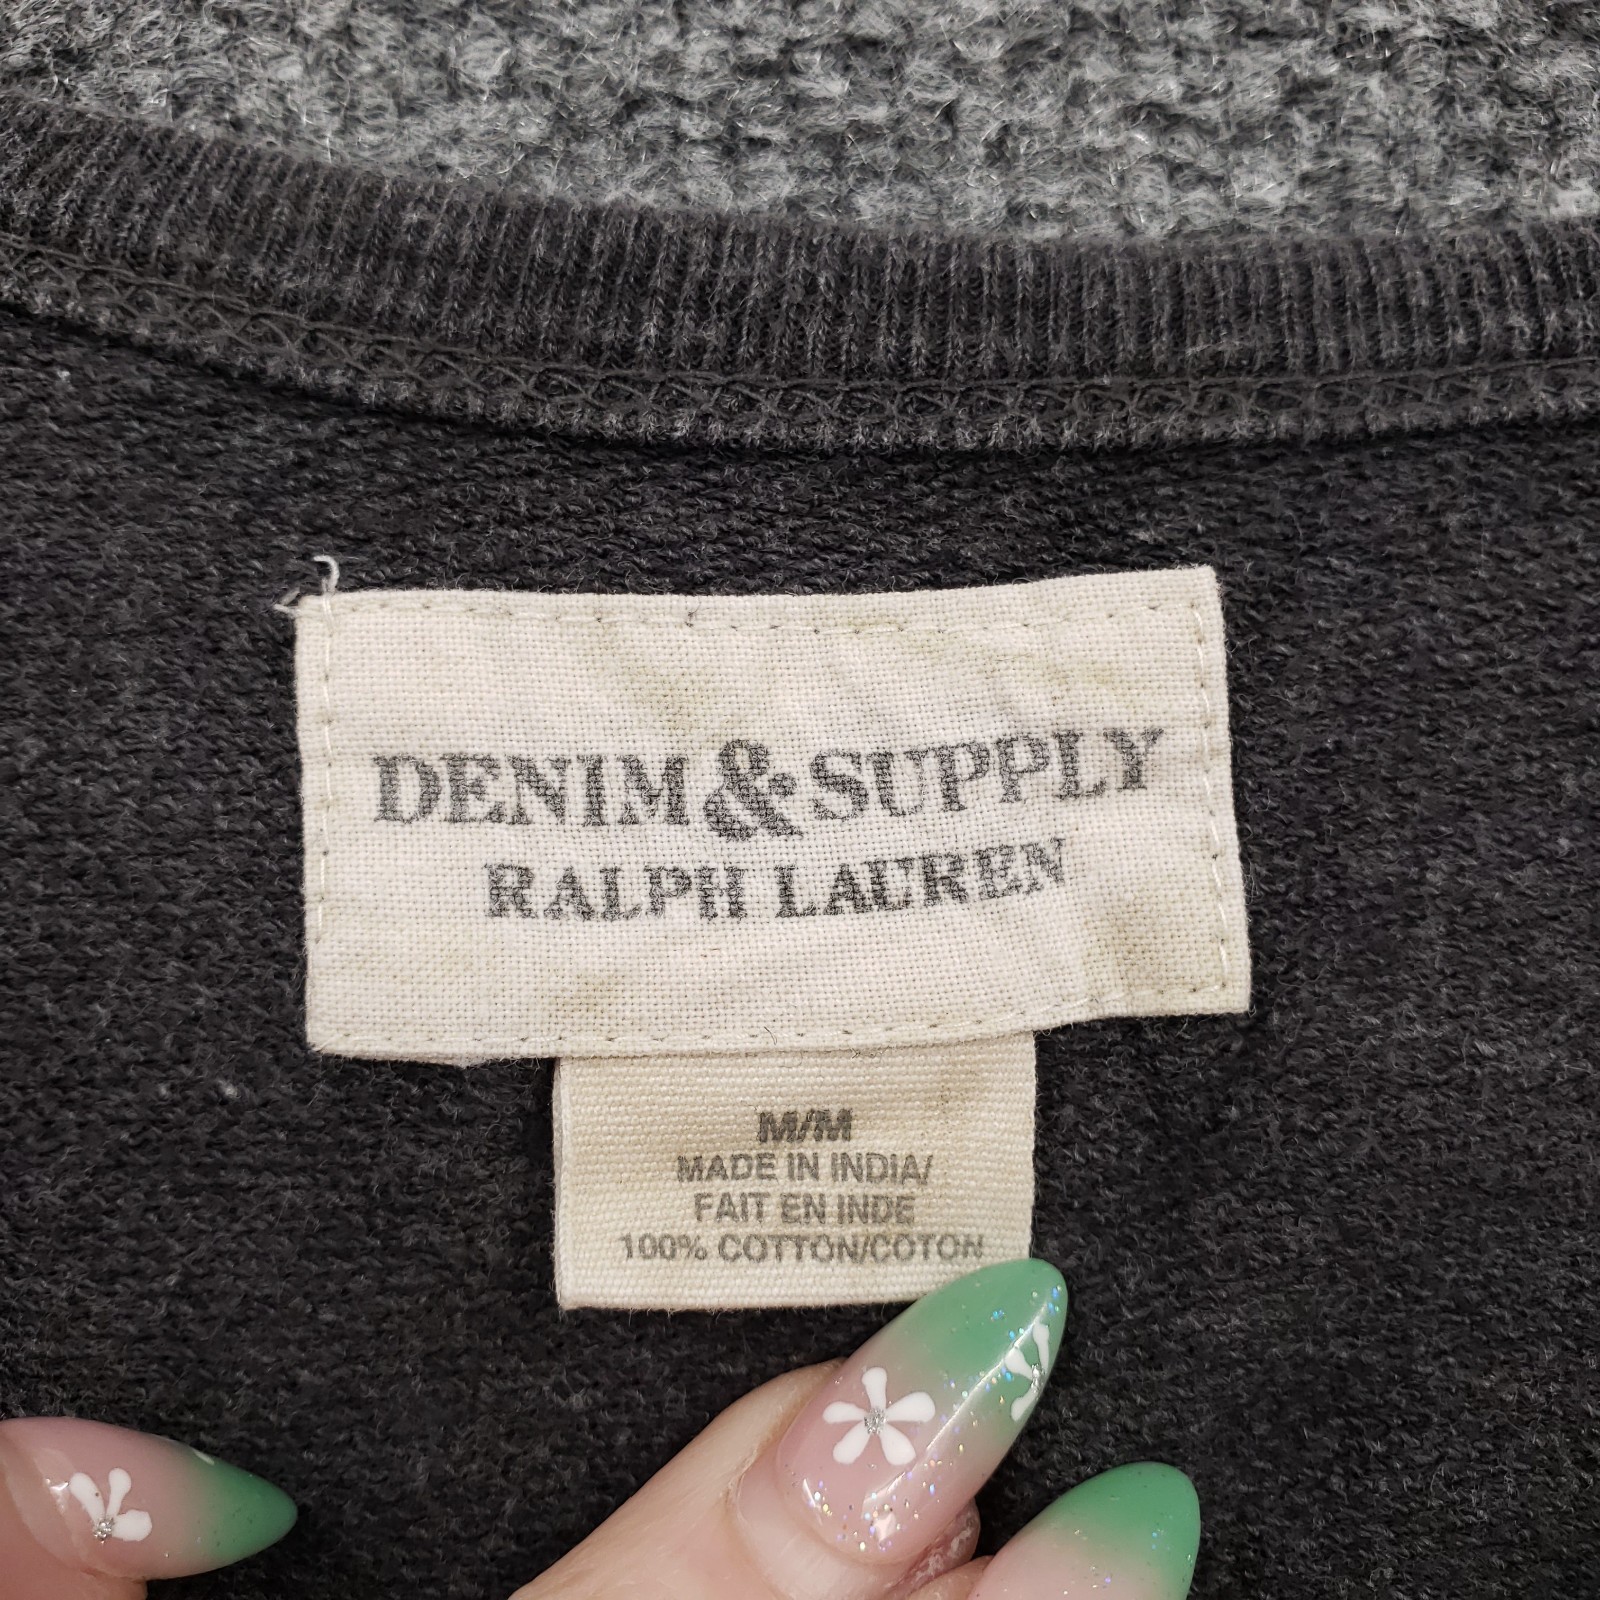 DENIM & SUPPLY
RALPH LAUREN
M/M
MADE IN INDIA/
FAIT EN INDE
100% COTTON/COTON